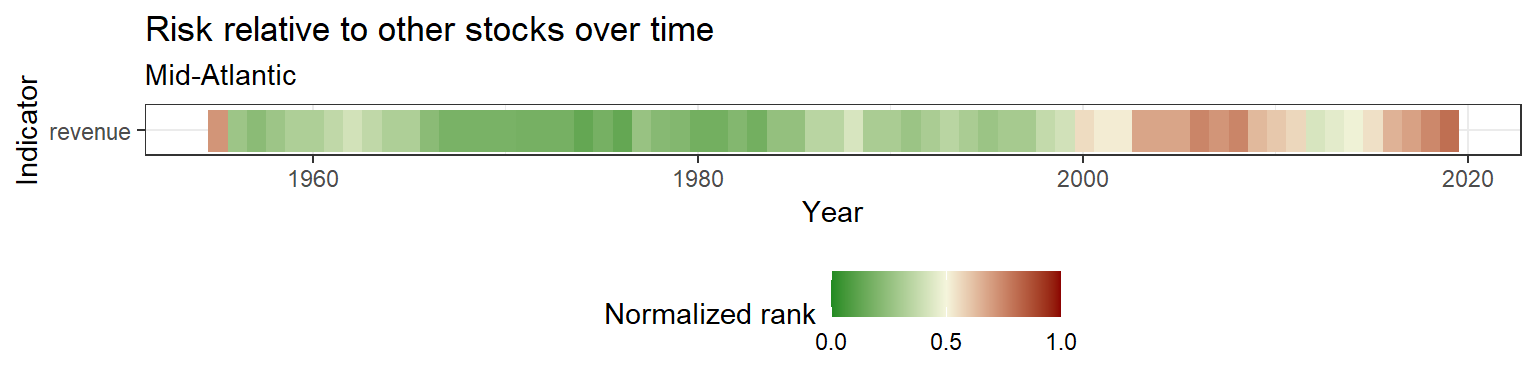 Risk relative to other stocks over time
Mid-Atlantic
Indicator
revenue
1960 1980 2000 2020
Year
Normalized rank
0.0 0.5 1.0